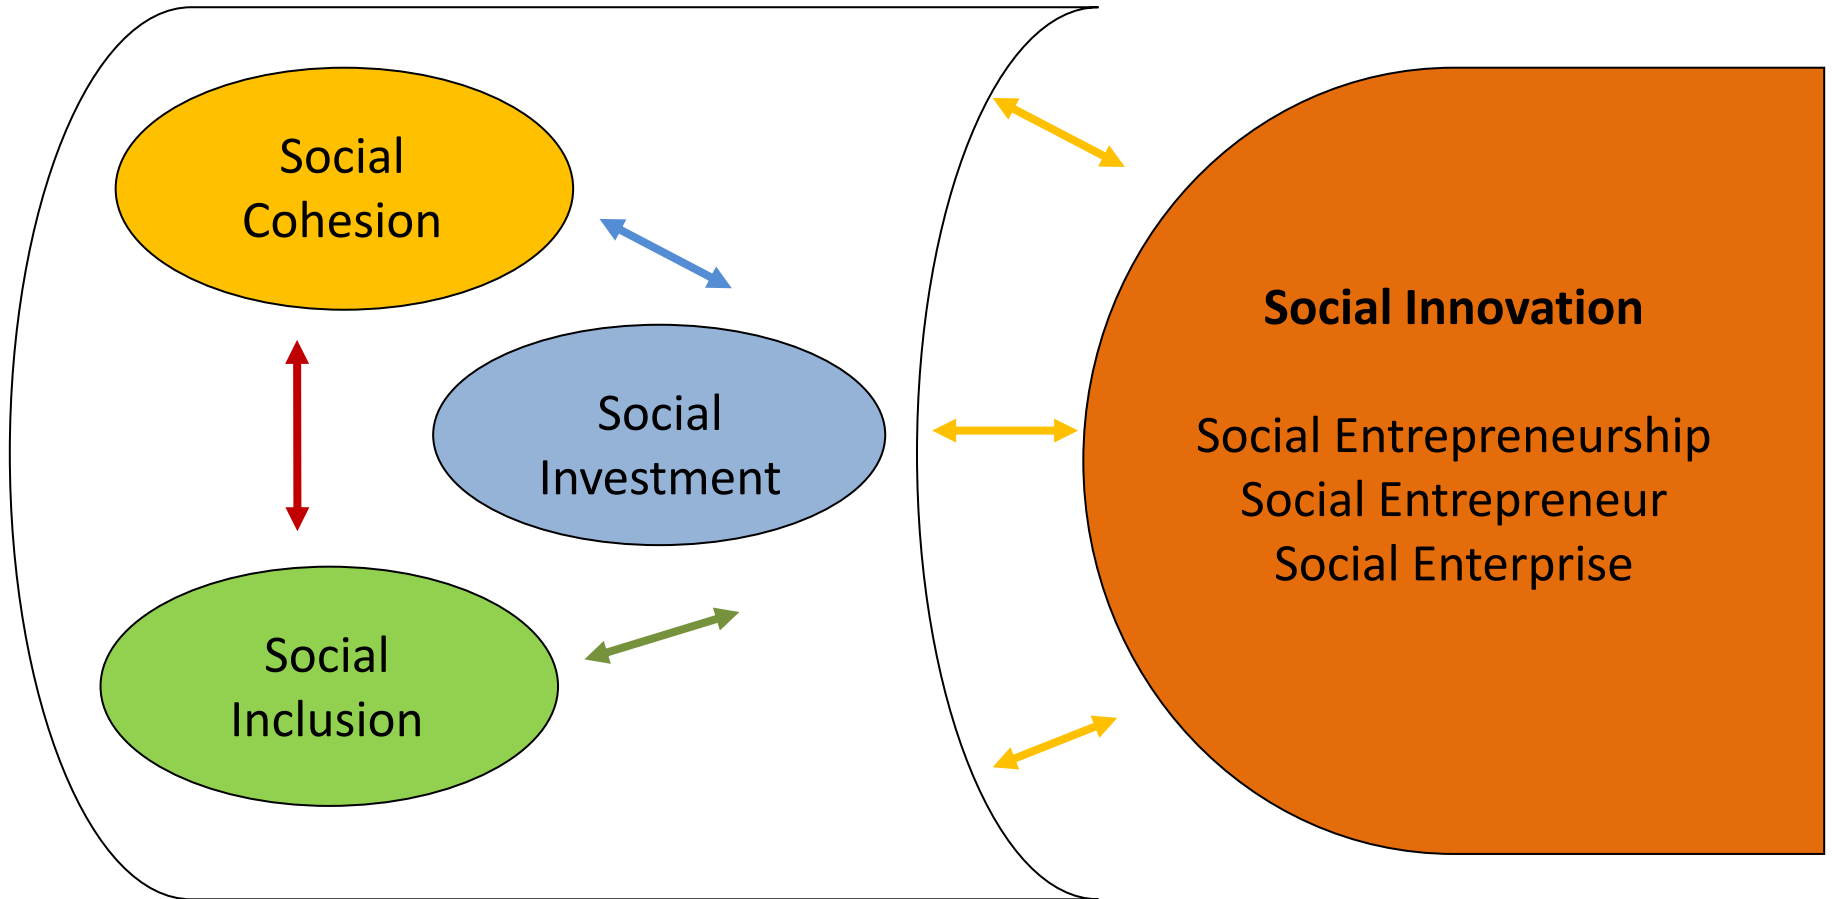 Social
Cohesion
Social
Investment
Social
Inclusion
Social Innovation
Social Entrepreneurship
Social Entrepreneur
Social Enterprise